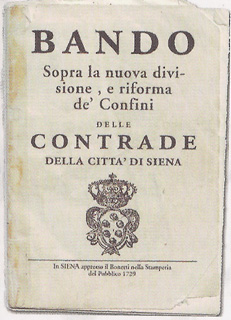 BANDO
Sopra la nuova divi-
sione , e riforma
de' Confini
DELLE
CONTRADE
DELLA CITTA' DI SIENA
In SIENA appresso il Bonetti nella Stamperia
del Pubblico 1729